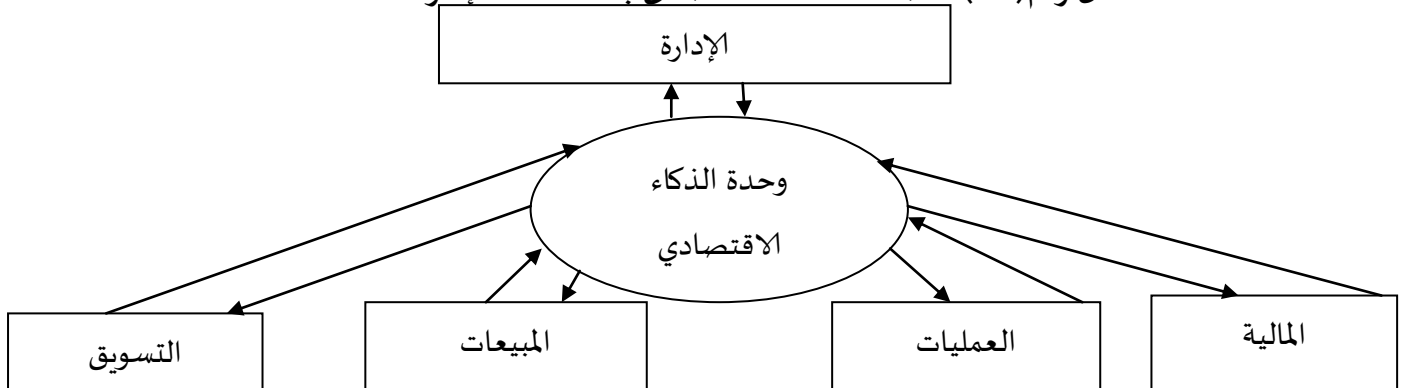 الإدارة
وحدة الذكاء
الاقتصادي
المالية
العمليات
المبيعات
التسويق